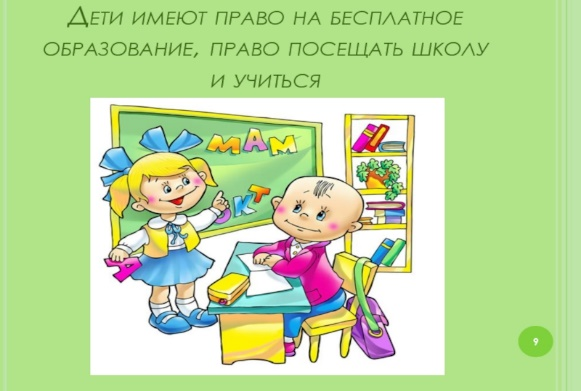 Дети имеют право на бесплатное
образование, право посещать школу
и учиться
МАМ
КТ
А
9